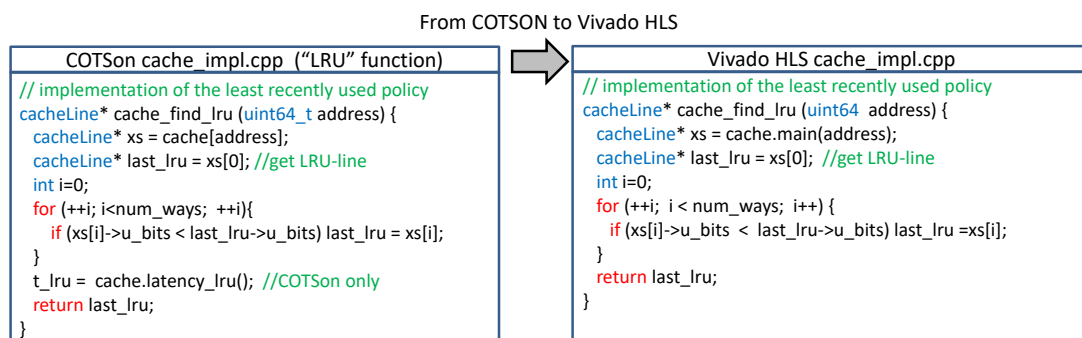 From COTSON to Vivado HLS
COTSon cache_impl.cpp (“LRU” function)
// implementation of the least recently used policy
cacheLine* cache_find_lru (uint64_t address) {
cacheLine* xs = cache[address];
cacheLine* last_lru = xs[0]; //get LRU-line
int i=0;
for (++i; i<num_ways; ++i){
if (xs[i]->u_bits < last_lru->u_bits) last_lru = xs[i];
}
t_lru = cache.latency_lru(); //COTSon only
return last_lru;
}
Vivado HLS cache_impl.cpp
// implementation of the least recently used policy
cacheLine* cache_find_lru (uint64 address) {
cacheLine* xs = cache.main(address);
cacheLine* last_lru = xs[0]; //get LRU-line
int i=0;
for (++i; i < num_ways; i++) {
if (xs[i]->u_bits < last_lru->u_bits) last_lru =xs[i];
}
return last_lru;
}